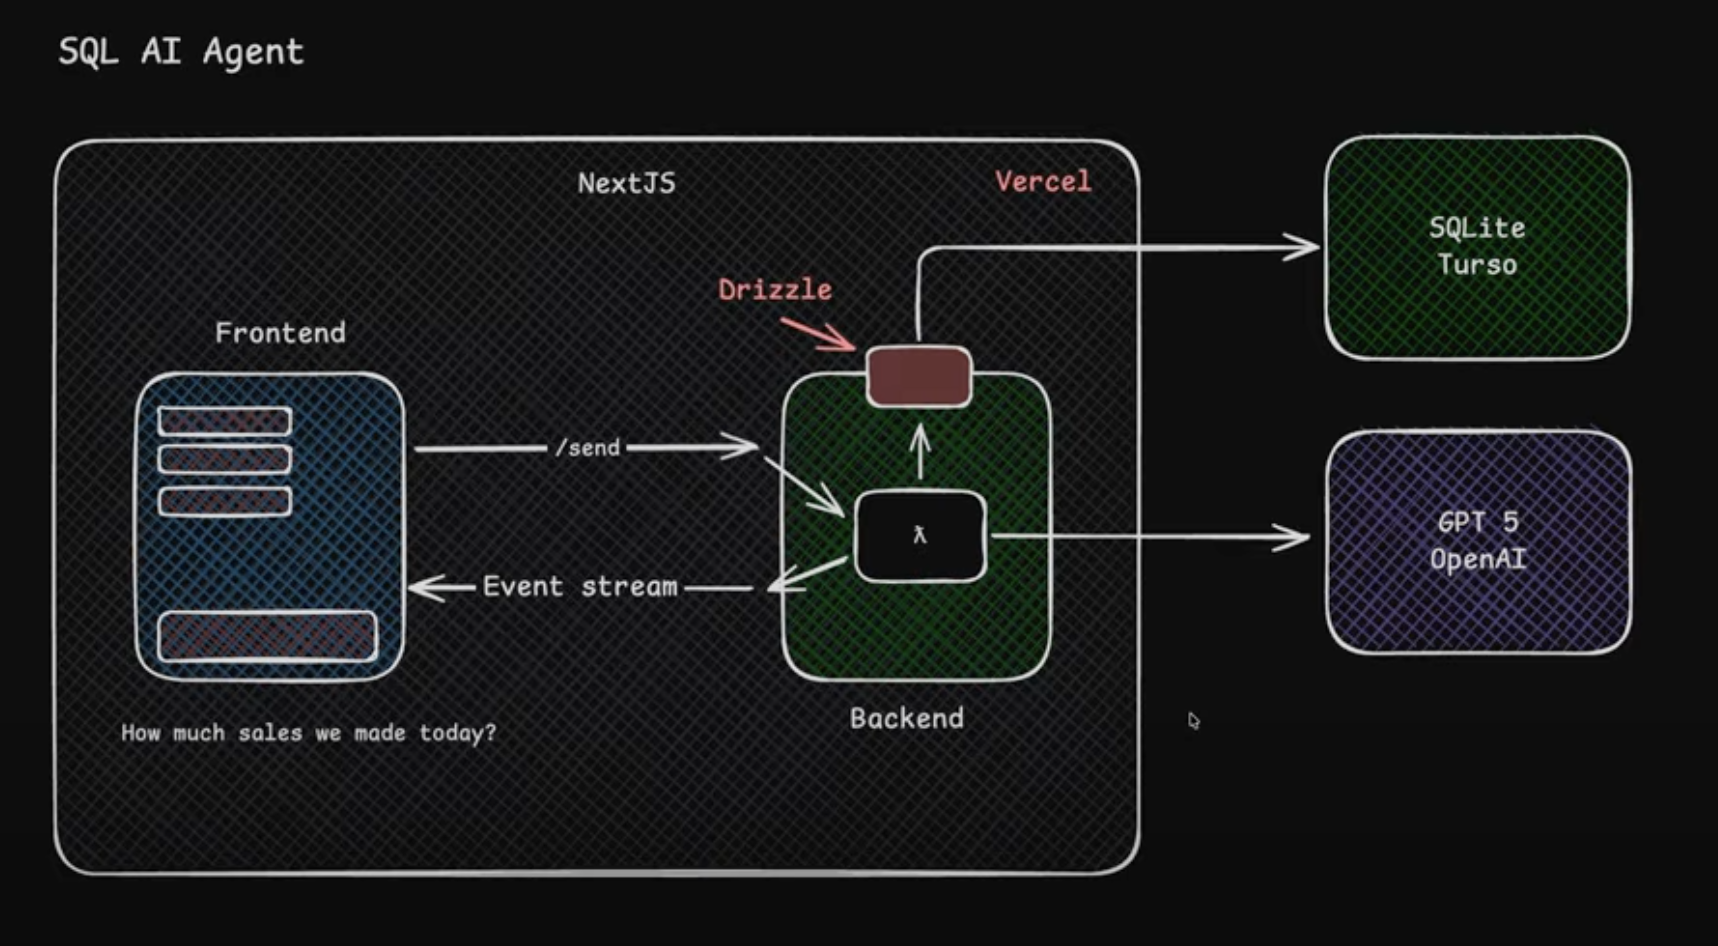 SQL AI Agent
NextJS
Vercel
SQLite
Turso
Drizzle
Frontend
/send
GPT 5
OpenAI
λ
Event stream
Backend
How much sales we made today?